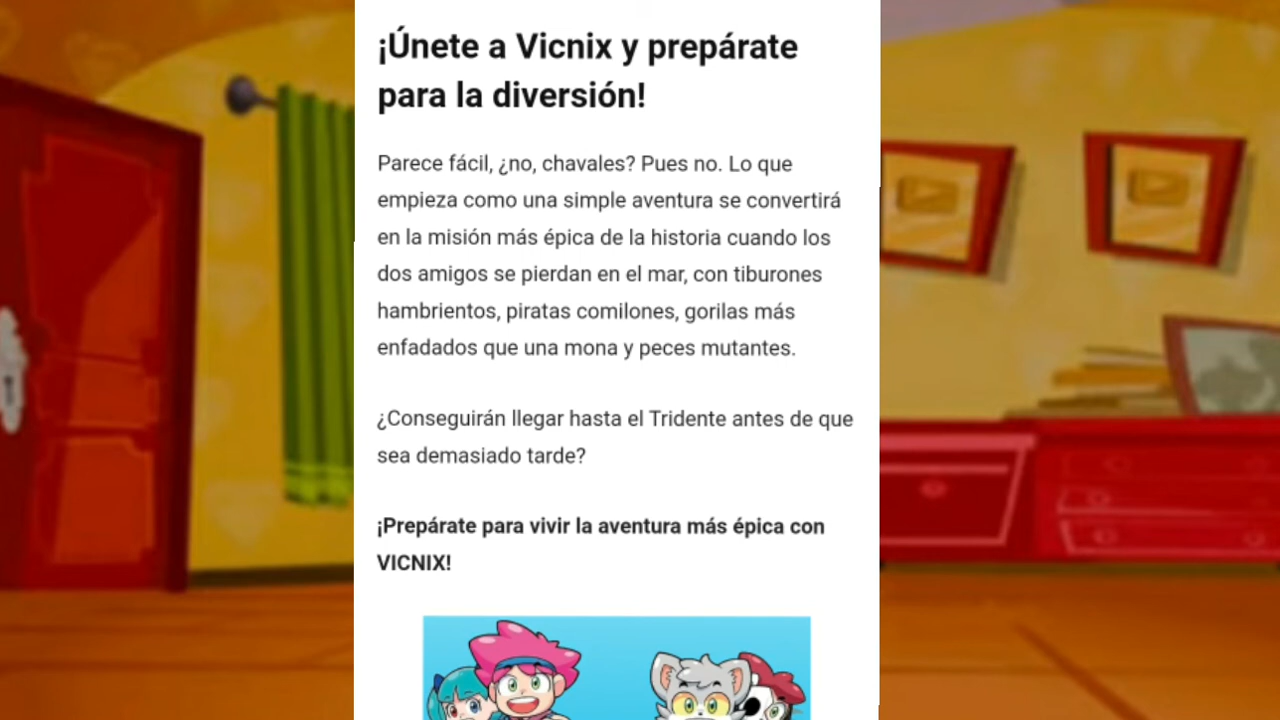 ¡Únete a Vicnix y prepárate
para la diversión!
Parece fácil, ¿no, chavales? Pues no. Lo que
empieza como una simple aventura se convertirá
en la misión más épica de la historia cuando los
dos amigos se pierdan en el mar, con tiburones
hambrientos, piratas comilones, gorilas más
enfadados que una mona y peces mutantes.
¿Conseguirán llegar hasta el Tridente antes de que
sea demasiado tarde?
¡Prepárate para vivir la aventura más épica con
VICNIX!